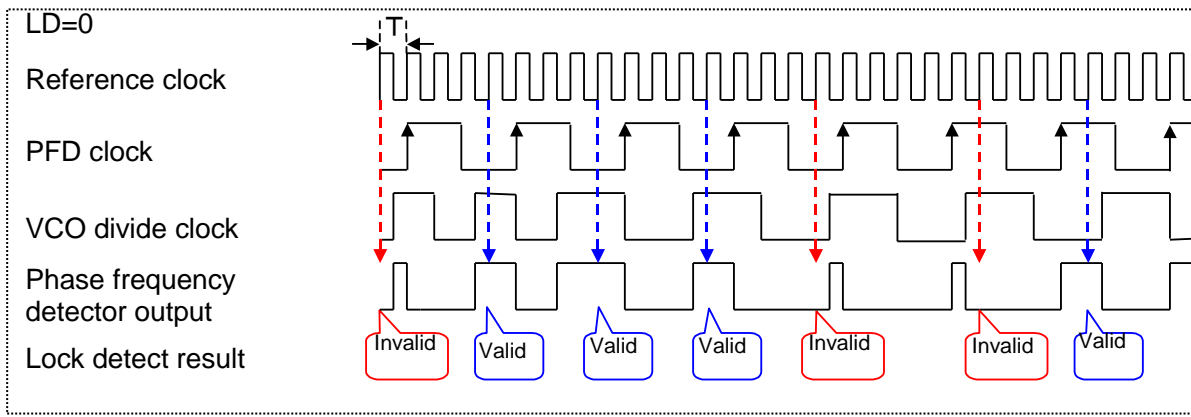 LD=0
T
Reference clock
PFD clock
VCO divide clock
Phase frequency
detector output
Lock detect result
Invalid
Valid
Valid
Valid
Invalid
Invalid
Valid